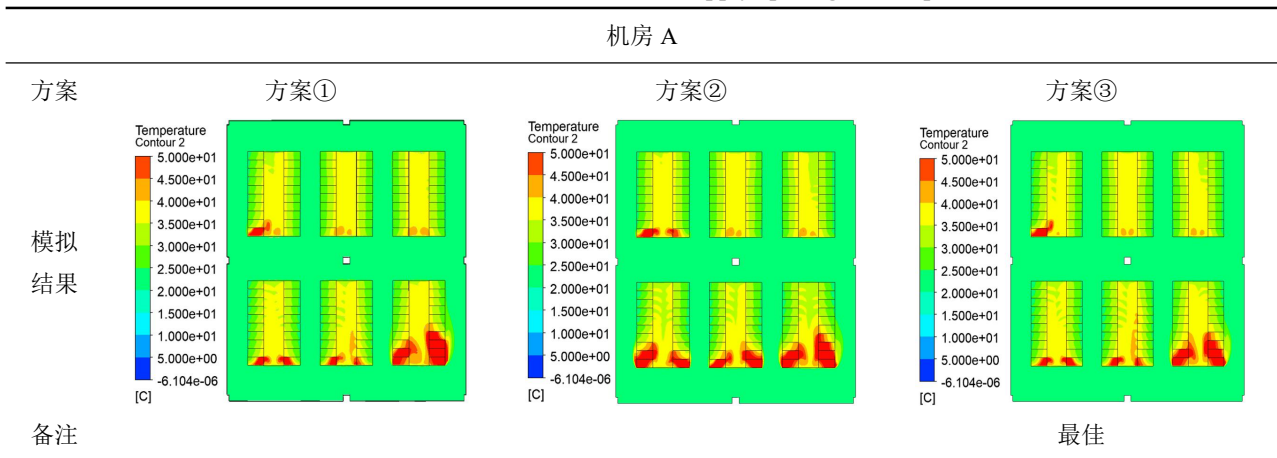 机房 A
方案 方案① 方案② 方案③
Temperature
Contour 2
5.000e+01
4.500e+01
4.000e+01
3.500e+01
3.000e+01
2.500e+01
2.000e+01
1.500e+01
1.000e+01
5.000e+00
-6.104e-06
[C]
Temperature
Contour 2
5.000e+01
4.500e+01
4.000e+01
3.500e+01
3.000e+01
2.500e+01
2.000e+01
1.500e+01
1.000e+01
5.000e+00
-6.104e-06
[C]
Temperature
Contour 2
5.000e+01
4.500e+01
4.000e+01
3.500e+01
3.000e+01
2.500e+01
2.000e+01
1.500e+01
1.000e+01
5.000e+00
-6.104e-06
[C]
模拟
结果
备注 最佳